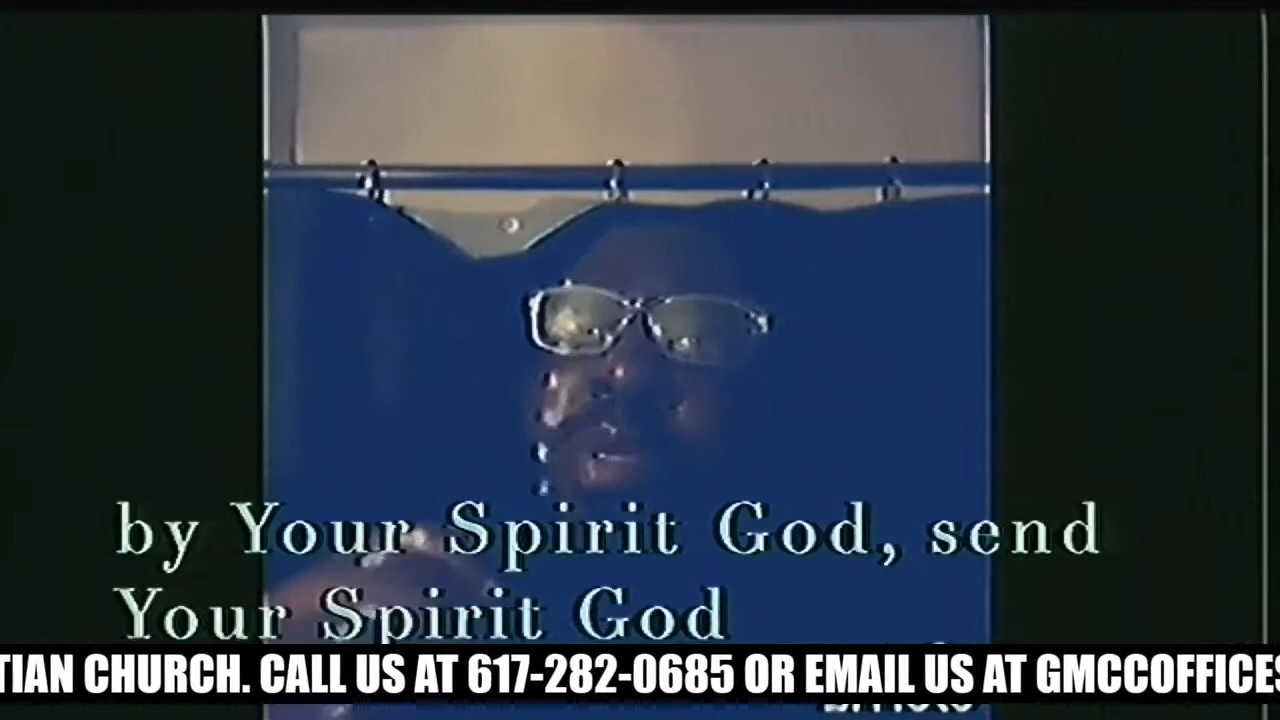 by Your Spirit God, send
Your Spirit God
TIAN CHURCH. CALL US AT 617-282-0685 OR EMAIL US AT GMCCOFFICES